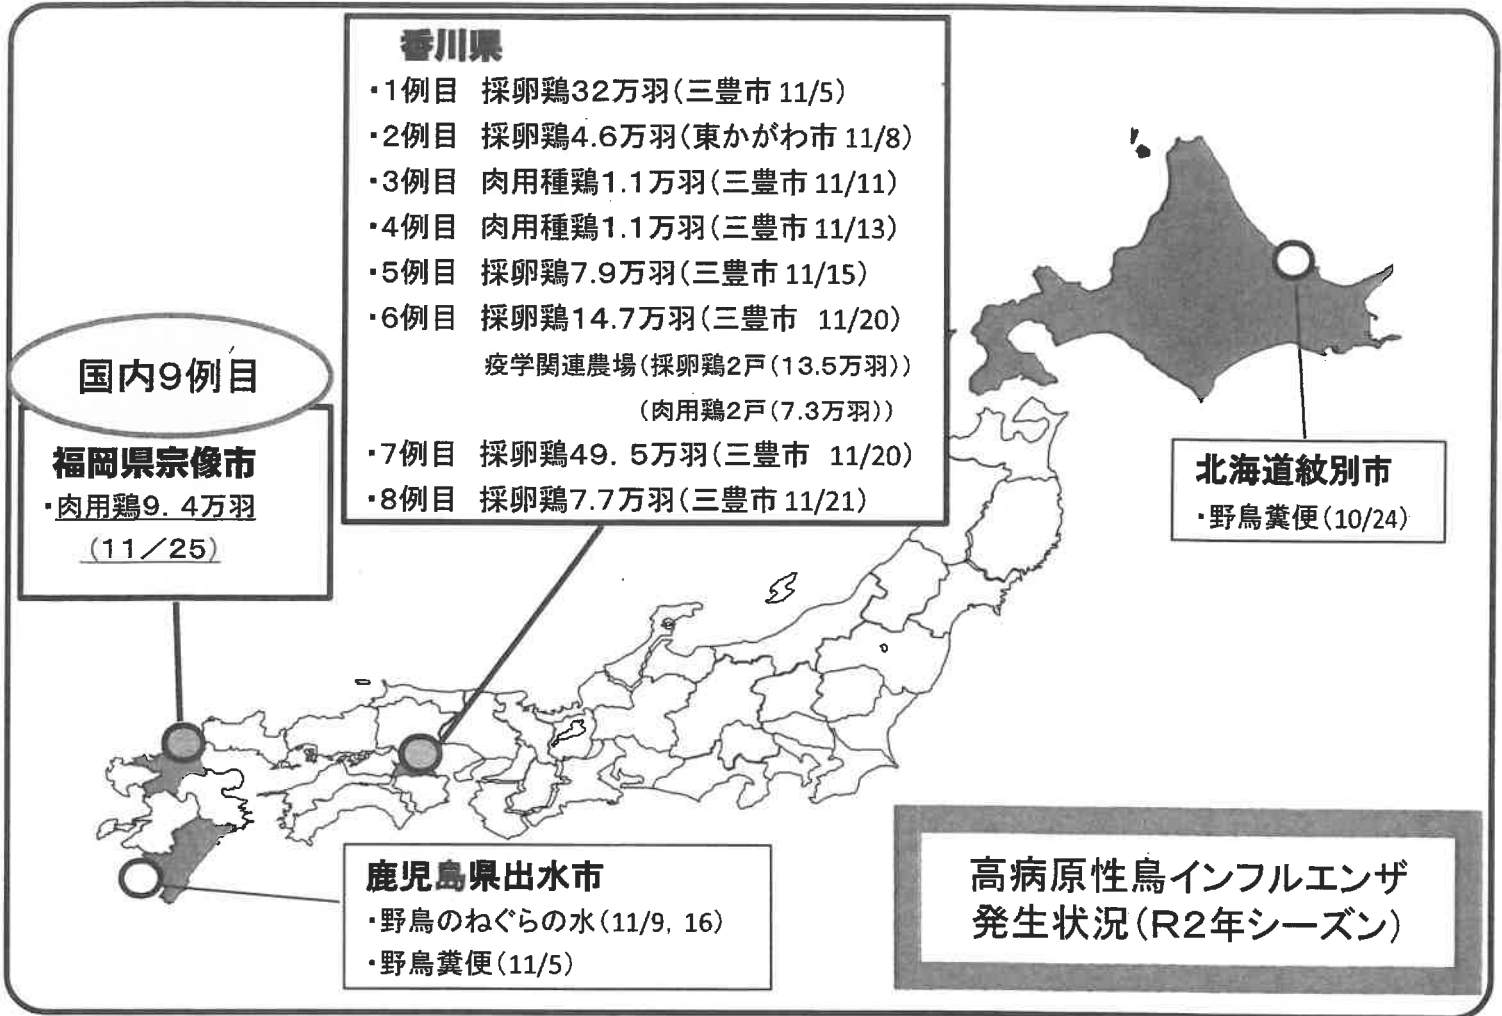 香川県
・1例目 採卵鶏32万羽(三豊市 11/5)
・2例目 採卵鶏4.6万羽(東かがわ市 11/8)
・3例目 肉用種鶏1.1万羽(三豊市 11/11)
・4例目 肉用種鶏1.1万羽(三豊市 11/13)
・5例目 採卵鶏7.9万羽(三豊市 11/15)
・6例目 採卵鶏14.7万羽(三豊市 11/20)
疫学関連農場(採卵鶏2戸(13.5万羽))
(肉用鶏2戸(7.3万羽))
・7例目 採卵鶏49.5万羽(三豊市 11/20)
・8例目 採卵鶏7.7万羽(三豊市 11/21)
国内9例目
福岡県宗像市
・肉用鶏9.4万羽
(11/25)
北海道紋別市
・野鳥糞便(10/24)
鹿児島県出水市
・野鳥のねぐらの水(11/9, 16)
・野鳥糞便(11/5)
高病原性鳥インフルエンザ
発生状況(R2年シーズン)